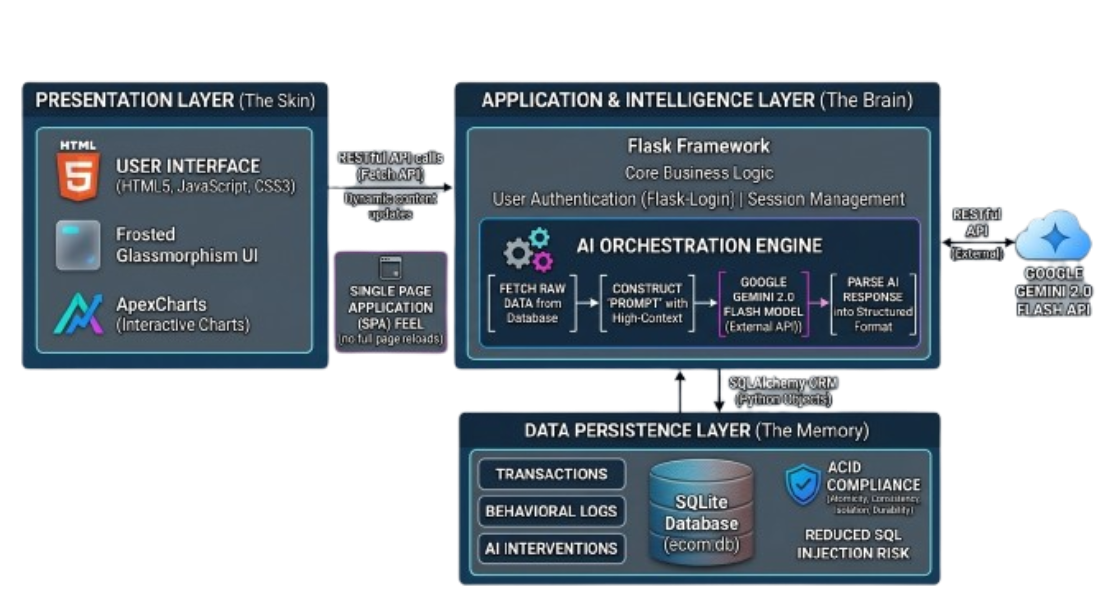 PRESENTATION LAYER (The Skin)
HTML
5
USER INTERFACE
(HTML5, JavaScript, CSS3)
Frosted
Glassmorphism UI
ApexCharts
(Interactive Charts)
RESTful API calls
(Fetch API)
Dynamic content
updates
SINGLE PAGE
APPLICATION
(SPA) FEEL
(no full page reloads)
APPLICATION & INTELLIGENCE LAYER (The Brain)
Flask Framework
Core Business Logic
User Authentication (Flask-Login) | Session Management
AI ORCHESTRATION ENGINE
FETCH RAW
DATA from
Database
CONSTRUCT
'PROMPT' with
High-Context
GOOGLE
GEMINI 2.0
FLASH MODEL
(External API))
PARSE AI
RESPONSE
into Structured
Format
RESTful
API
(External)
GOOGLE
GEMINI 2.0
FLASH API
SQLAlchemy ORM
(Python Objects)
DATA PERSISTENCE LAYER (The Memory)
TRANSACTIONS
BEHAVIORAL LOGS
AI INTERVENTIONS
SQLite
Database
(ecom.db)
ACID
COMPLIANCE
(Atomicity, Consistency,
Isolation, Durability)
REDUCED SQL
INJECTION RISK